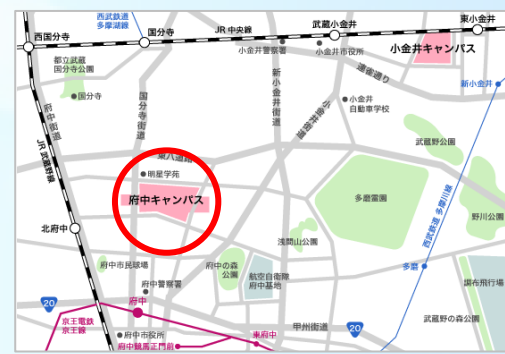 西武鉄道
多摩湖線
国分寺
JR 中央線
武蔵小金井
東小金井
西国分寺
小金井警察署
小金井市役所
小金井キャンパス
都立武蔵
国分寺公園
連雀通り
新小金井
国分寺
府中街道
国分寺街道
新小金井街道
小金井街道
小金井
自動車学校
JR 武蔵野線
東八道路
武蔵野公園
明星学苑
府中キャンパス
多磨霊園
西武鉄道 多摩川線
野川公園
北府中
浅間山公園
府中市民球場
府中の森
公園
航空自衛隊
府中基地
多磨
調布飛行場
府中警察署
20
府中
京王電鉄
京王線
甲州街道
20
武蔵野の森公園
府中市役所
東府中
府中競馬正門前